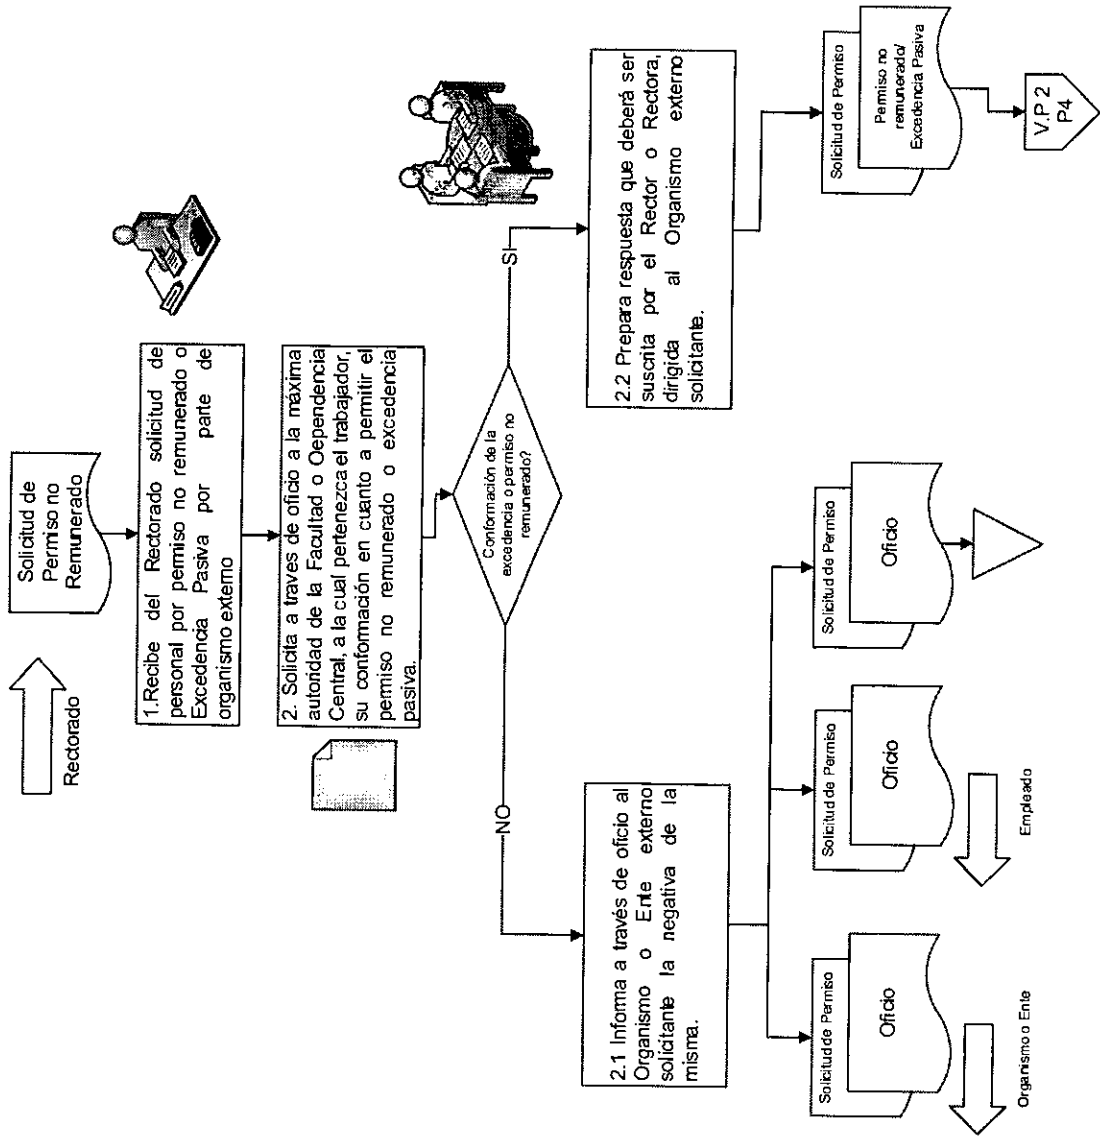 Rectorado
Solicitud de
Permiso no
Remunerado
1.Recibe del Rectorado solicitud de
personal por permiso no remunerado o
Excedencia Pasiva por parte de
organismo externo
2. Solicita a traves de oficio a la máxima
autoridad de la Facultad o Oependencia
Central, a la cual pertenezca el trabajador,
su conformación en cuanto a permitir el
permiso no remunerado o excedencia
pasiva.
Conformación de la
excedencia o permiso no
remunerado?
NO
SI
2.1 Informa a través de oficio al
Organismo o Ente externo
solicitante la negativa de la
misma.
2.2 Prepara respuesta que deberá ser
suscrita por el Rector o Rectora,
dirigida al Organismo externo
solicitante.
Solicitud de Permiso
Oficio
Organismo o Ente
Solicitud de Permiso
Oficio
Empleado
Solicitud de Permiso
Oficio
Solicitud de Permiso
Permiso no
remunerado/
Excedencia Pasiva
V.P 2
P4